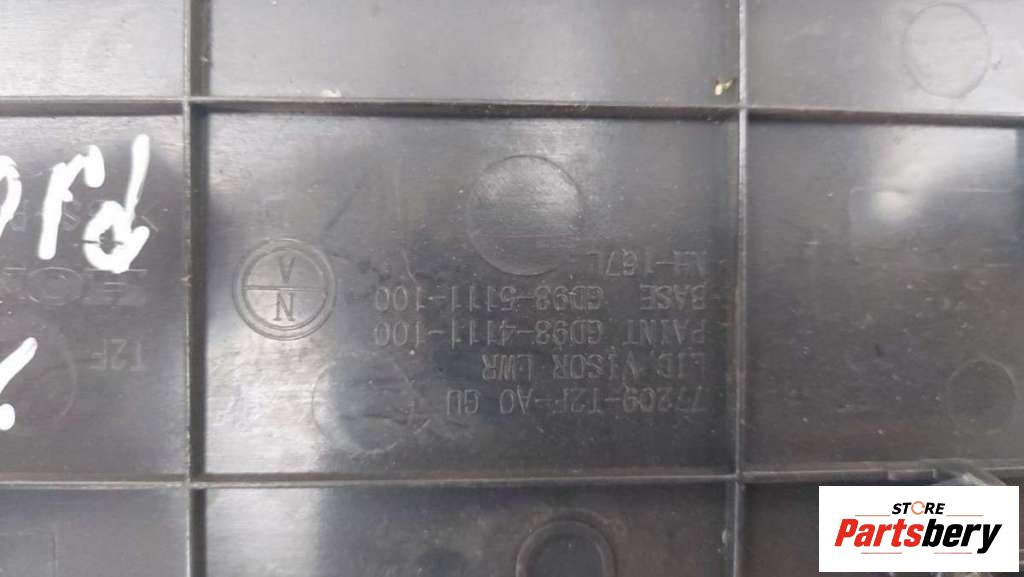 77209-T2F-A0 GU
LID,VISOR LWR
PAINT GD98-4111-100
BASE GD98-5111-100
NH-167L
N
A
T2F-
STORE
Partsbery